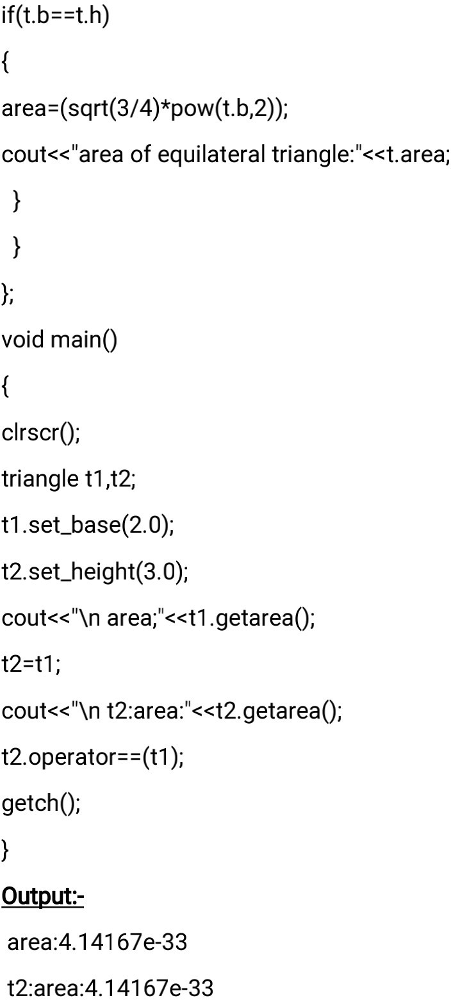 if(t.b==t.h)
{
area=(sqrt(3/4)*pow(t.b,2));
cout<<"area of equilateral triangle:"<<t.area;
}
}
};
void main()
{
clrscr();
triangle t1,t2;
t1.set_base(2.0);
t2.set_height(3.0);
cout<<"\n area;"<<t1.getarea();
t2=t1;
cout<<"\n t2:area:"<<t2.getarea();
t2.operator==(t1);
getch();
}
Output:-
area:4.14167e-33
t2:area:4.14167e-33